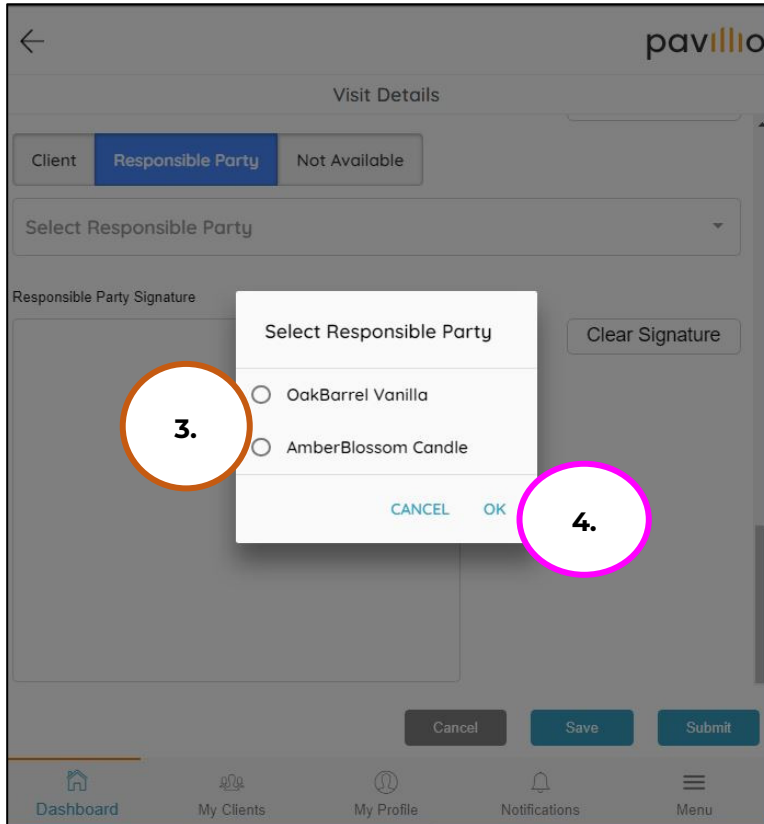 pavillio
Visit Details
Client Responsible Party Not Available
Select Responsible Party
Responsible Party Signature
Select Responsible Party
Clear Signature
OakBarrel Vanilla
3.
AmberBlossom Candle
CANCEL OK
4.
Cancel Save Submit
Dashboard My Clients My Profile Notifications Menu